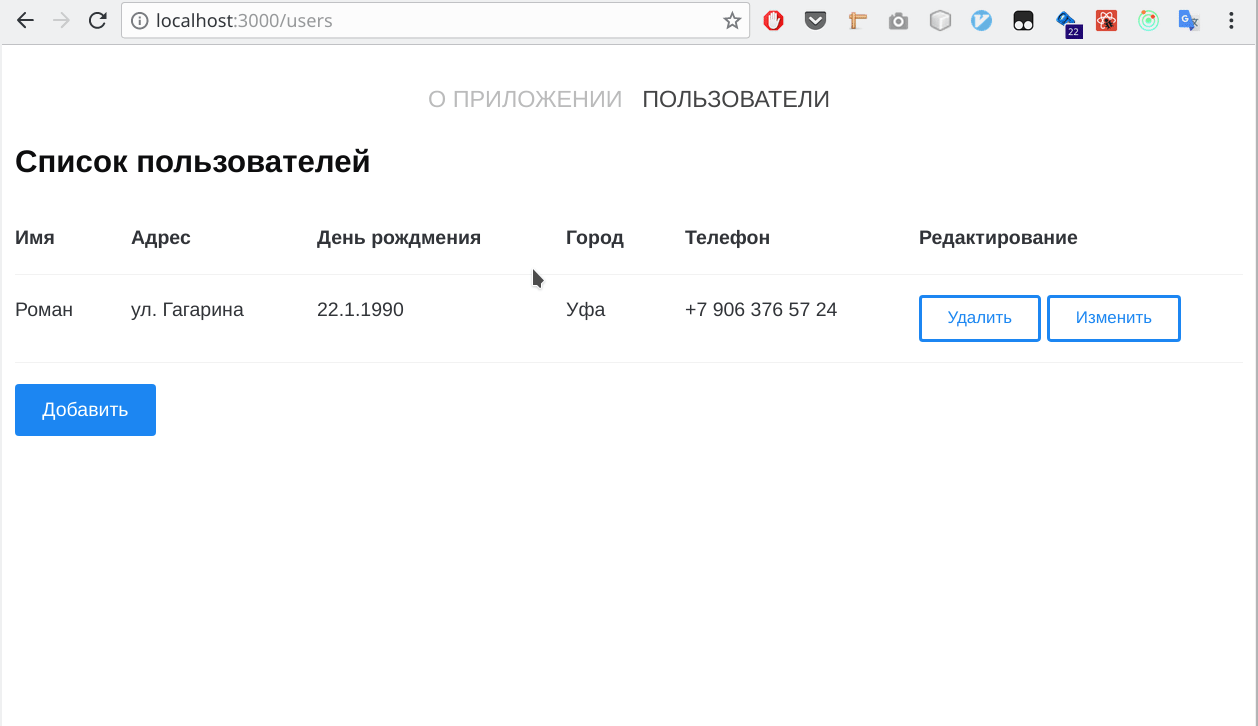 localhost:3000/users
22
О ПРИЛОЖЕНИИ ПОЛЬЗОВАТЕЛИ
Список пользователей
Имя Адрес День рождмения Город Телефон Редактирование
Роман ул. Гагарина 22.1.1990 Уфа +7 906 376 57 24 Удалить Изменить
Добавить